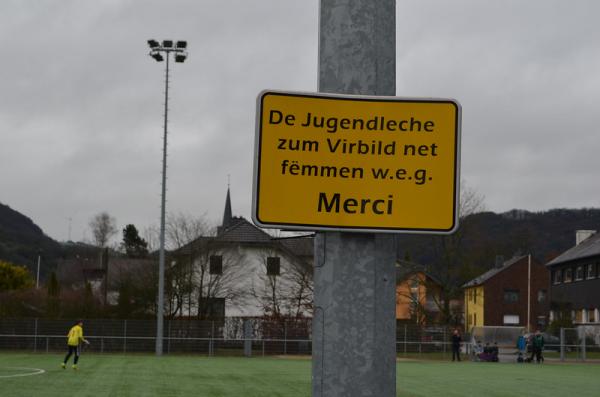 De Jugendleche
zum Virbild net
fëmmen w.e.g.
Merci